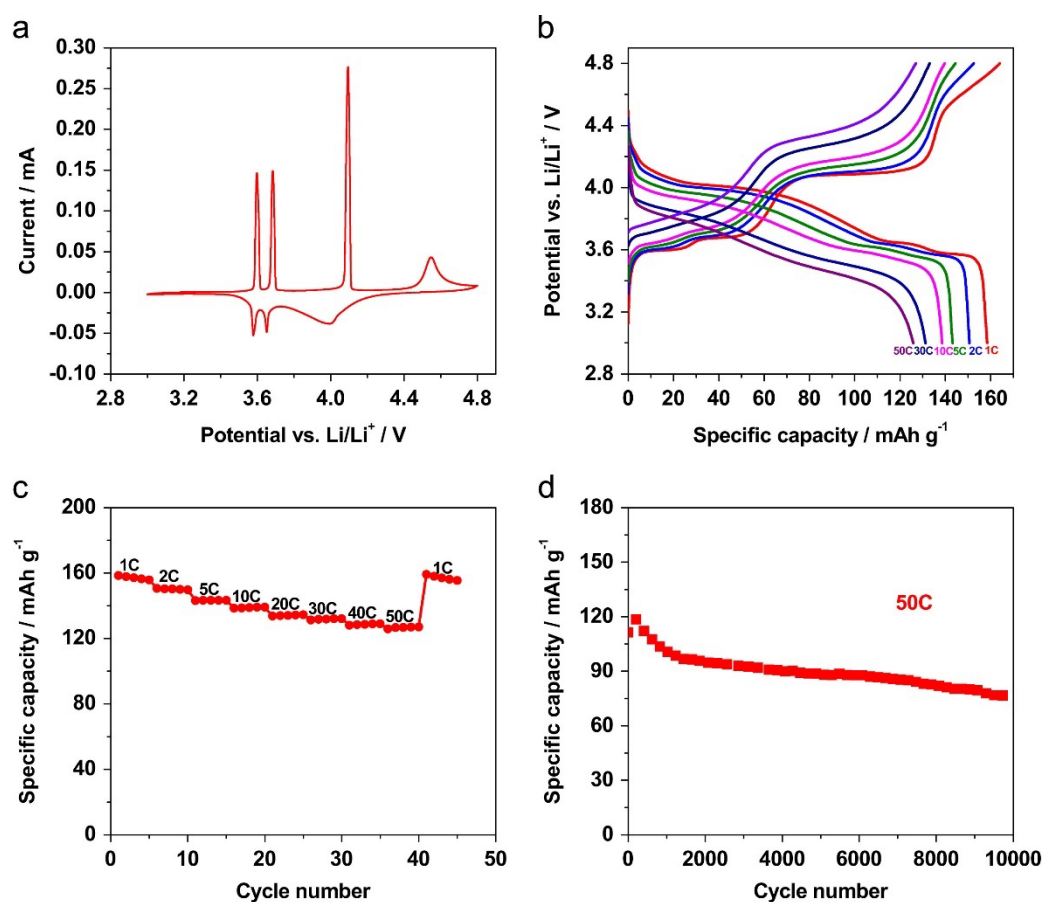 a
0.30
0.25
0.20
0.15
0.10
0.05
0.00
-0.05
-0.10
Current / mA
2.8 3.2 3.6 4.0 4.4 4.8
Potential vs. Li/Li⁺ / V
b
4.8
4.4
4.0
3.6
3.2
2.8
Potential vs. Li/Li⁺ / V
50C 30C 10C 5C 2C 1C
0 20 40 60 80 100 120 140 160
Specific capacity / mAh g⁻¹
c
200
160
120
80
40
0
Specific capacity / mAh g⁻¹
1C 2C 5C 10C 20C 30C 40C 50C 1C
0 10 20 30 40 50
Cycle number
d
180
150
120
90
60
30
0
Specific capacity / mAh g⁻¹
50C
0 2000 4000 6000 8000 10000
Cycle number